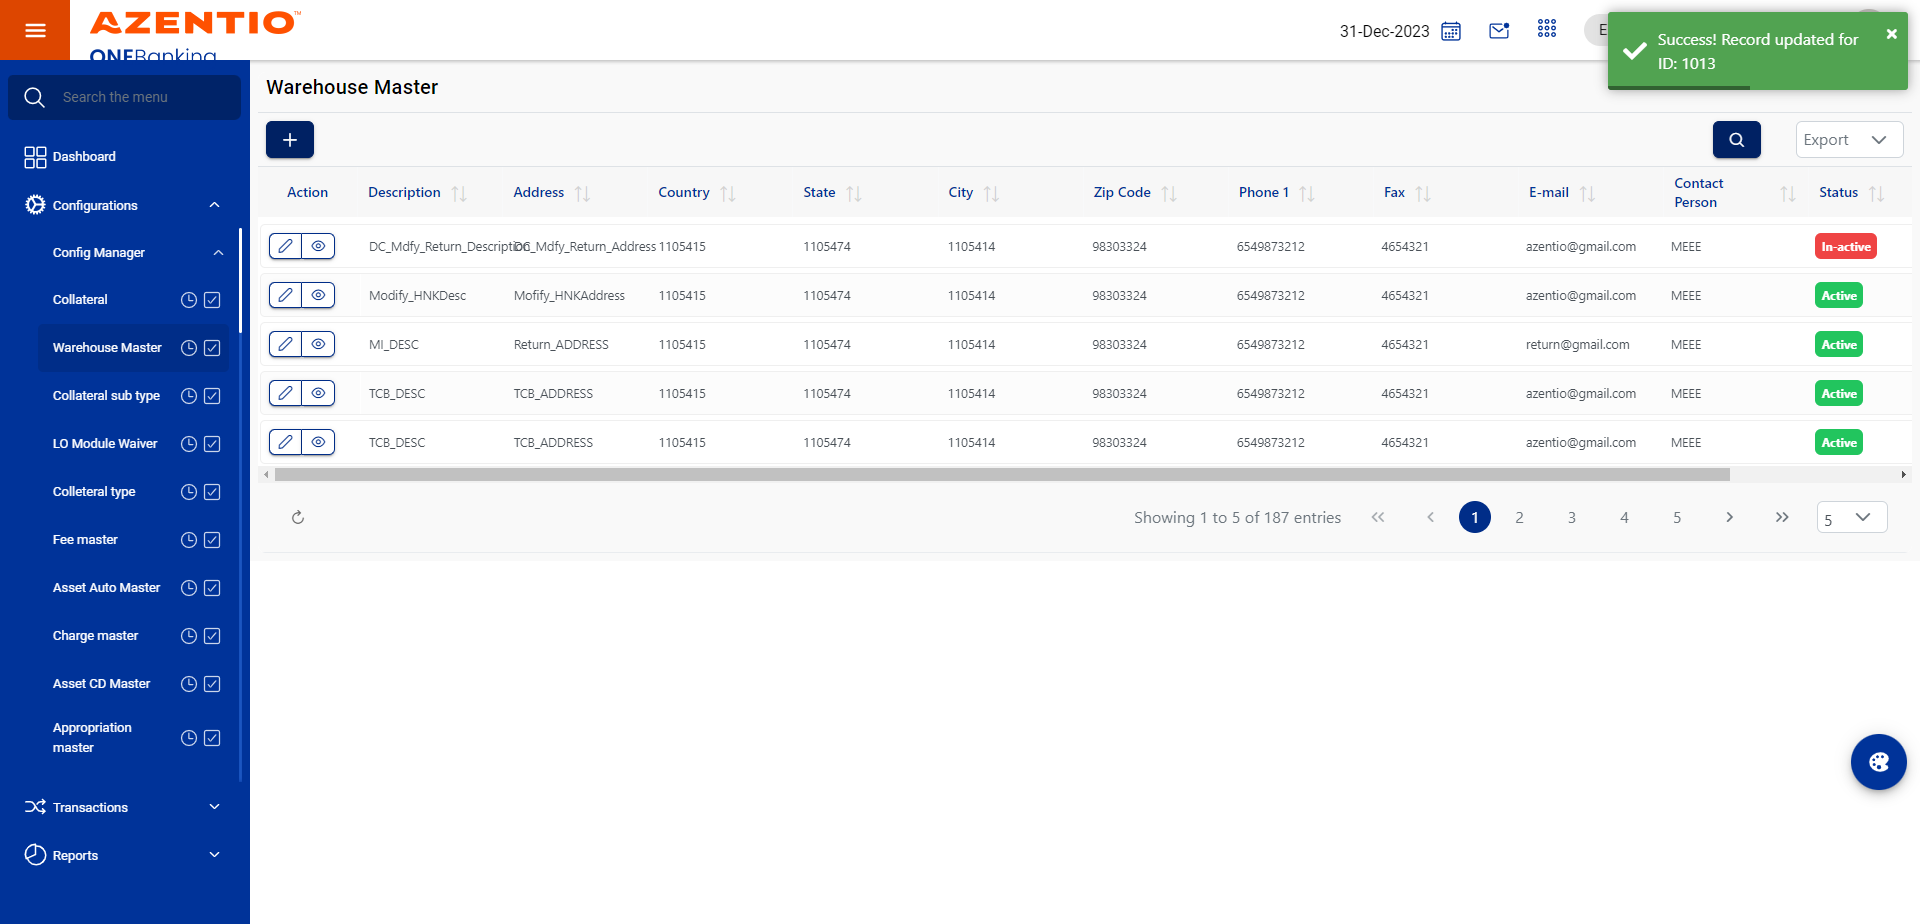 AZENTIO™
ONEBanking
31-Dec-2023
E
Success! Record updated for
ID: 1013
Search the menu
Dashboard
Configurations
Config Manager
Collateral
Warehouse Master
Collateral sub type
LO Module Waiver
Colleteral type
Fee master
Asset Auto Master
Charge master
Asset CD Master
Appropriation
master
Transactions
Reports
Warehouse Master
Export
Action Description Address Country State City Zip Code Phone 1 Fax E-mail Contact Person Status
DC_Mdfy_Return_Description DC_Mdfy_Return_Address 1105415 1105474 1105414 98303324 6549873212 4654321 azentio@gmail.com MEEE In-active
Modify_HNKDesc Mofify_HNKAddress 1105415 1105474 1105414 98303324 6549873212 4654321 azentio@gmail.com MEEE Active
MI_DESC Return_ADDRESS 1105415 1105474 1105414 98303324 6549873212 4654321 return@gmail.com MEEE Active
TCB_DESC TCB_ADDRESS 1105415 1105474 1105414 98303324 6549873212 4654321 azentio@gmail.com MEEE Active
TCB_DESC TCB_ADDRESS 1105415 1105474 1105414 98303324 6549873212 4654321 azentio@gmail.com MEEE Active
Showing 1 to 5 of 187 entries 1 2 3 4 5 5